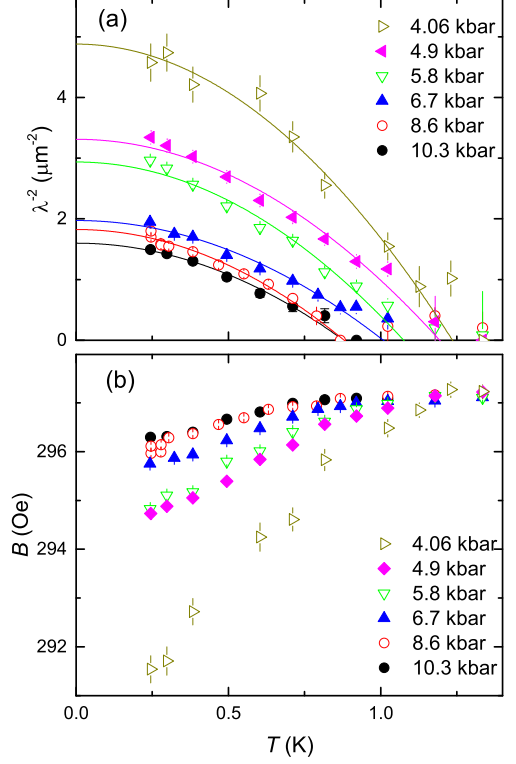 (a)
4.06 kbar
4.9 kbar
5.8 kbar
6.7 kbar
8.6 kbar
10.3 kbar
4
2
0
λ⁻² (μm⁻²)
(b)
296
294
292
B (Oe)
4.06 kbar
4.9 kbar
5.8 kbar
6.7 kbar
8.6 kbar
10.3 kbar
0.0 0.5 1.0
T (K)